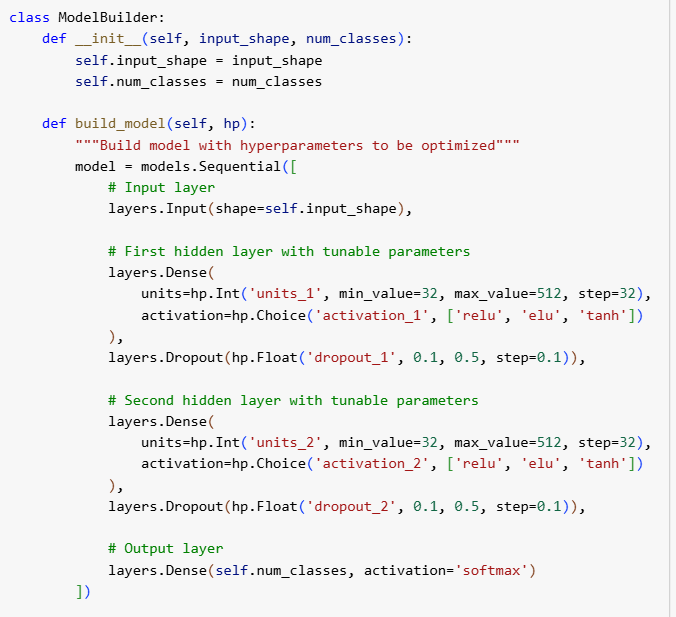 class ModelBuilder:
    def __init__(self, input_shape, num_classes):
        self.input_shape = input_shape
        self.num_classes = num_classes

    def build_model(self, hp):
        """Build model with hyperparameters to be optimized"""
        model = models.Sequential([
            # Input layer
            layers.Input(shape=self.input_shape),

            # First hidden layer with tunable parameters
            layers.Dense(
                units=hp.Int('units_1', min_value=32, max_value=512, step=32),
                activation=hp.Choice('activation_1', ['relu', 'elu', 'tanh'])
            ),
            layers.Dropout(hp.Float('dropout_1', 0.1, 0.5, step=0.1)),

            # Second hidden layer with tunable parameters
            layers.Dense(
                units=hp.Int('units_2', min_value=32, max_value=512, step=32),
                activation=hp.Choice('activation_2', ['relu', 'elu', 'tanh'])
            ),
            layers.Dropout(hp.Float('dropout_2', 0.1, 0.5, step=0.1)),

            # Output layer
            layers.Dense(self.num_classes, activation='softmax')
        ])